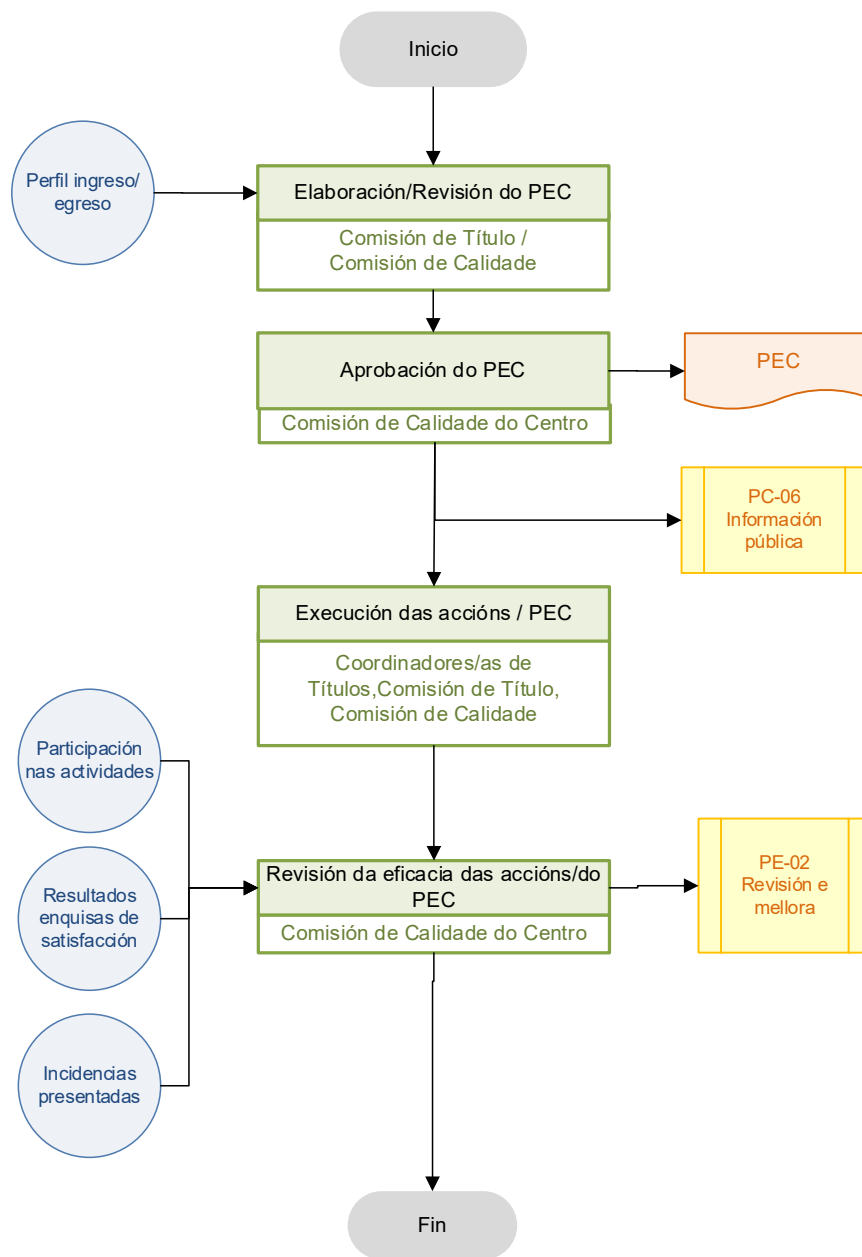 Inicio
Perfil ingreso/
egreso
Elaboración/Revisión do PEC
Comisión de Título /
Comisión de Calidade
Aprobación do PEC
Comisión de Calidade do Centro
PEC
PC-06
Información
pública
Execución das accións / PEC
Coordinadores/as de
Títulos,Comisión de Título,
Comisión de Calidade
Participación
nas actividades
Resultados
enquisas de
satisfacción
Incidencias
presentadas
Revisión da eficacia das accións/do
PEC
Comisión de Calidade do Centro
PE-02
Revisión e
mellora
Fin